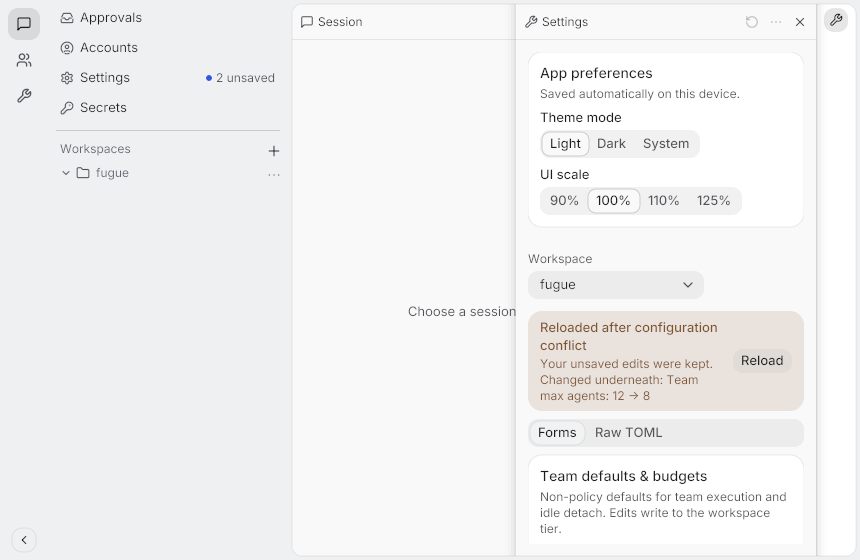 Approvals
Accounts
Settings
2 unsaved
Secrets
Workspaces
fugue
Session
Choose a session
Settings
App preferences
Saved automatically on this device.
Theme mode
Light Dark System
UI scale
90% 100% 110% 125%
Workspace
fugue
Reloaded after configuration
conflict
Your unsaved edits were kept.
Changed underneath: Team
max agents: 12 → 8
Reload
Forms Raw TOML
Team defaults & budgets
Non-policy defaults for team execution and
idle detach. Edits write to the workspace
tier.